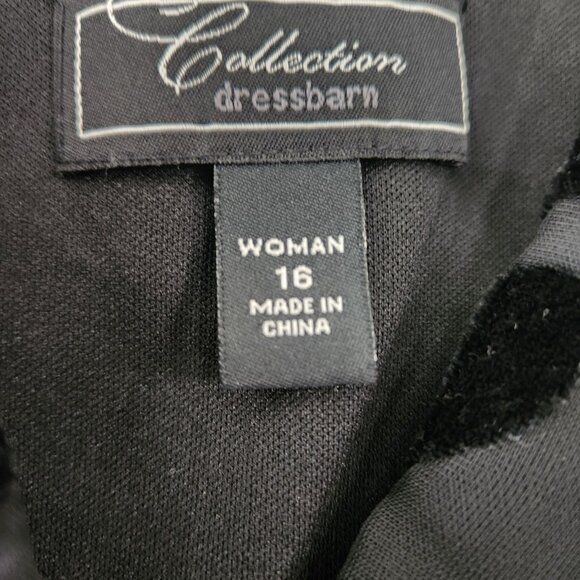 Collection
dressbarn
WOMAN
16
MADE IN
CHINA